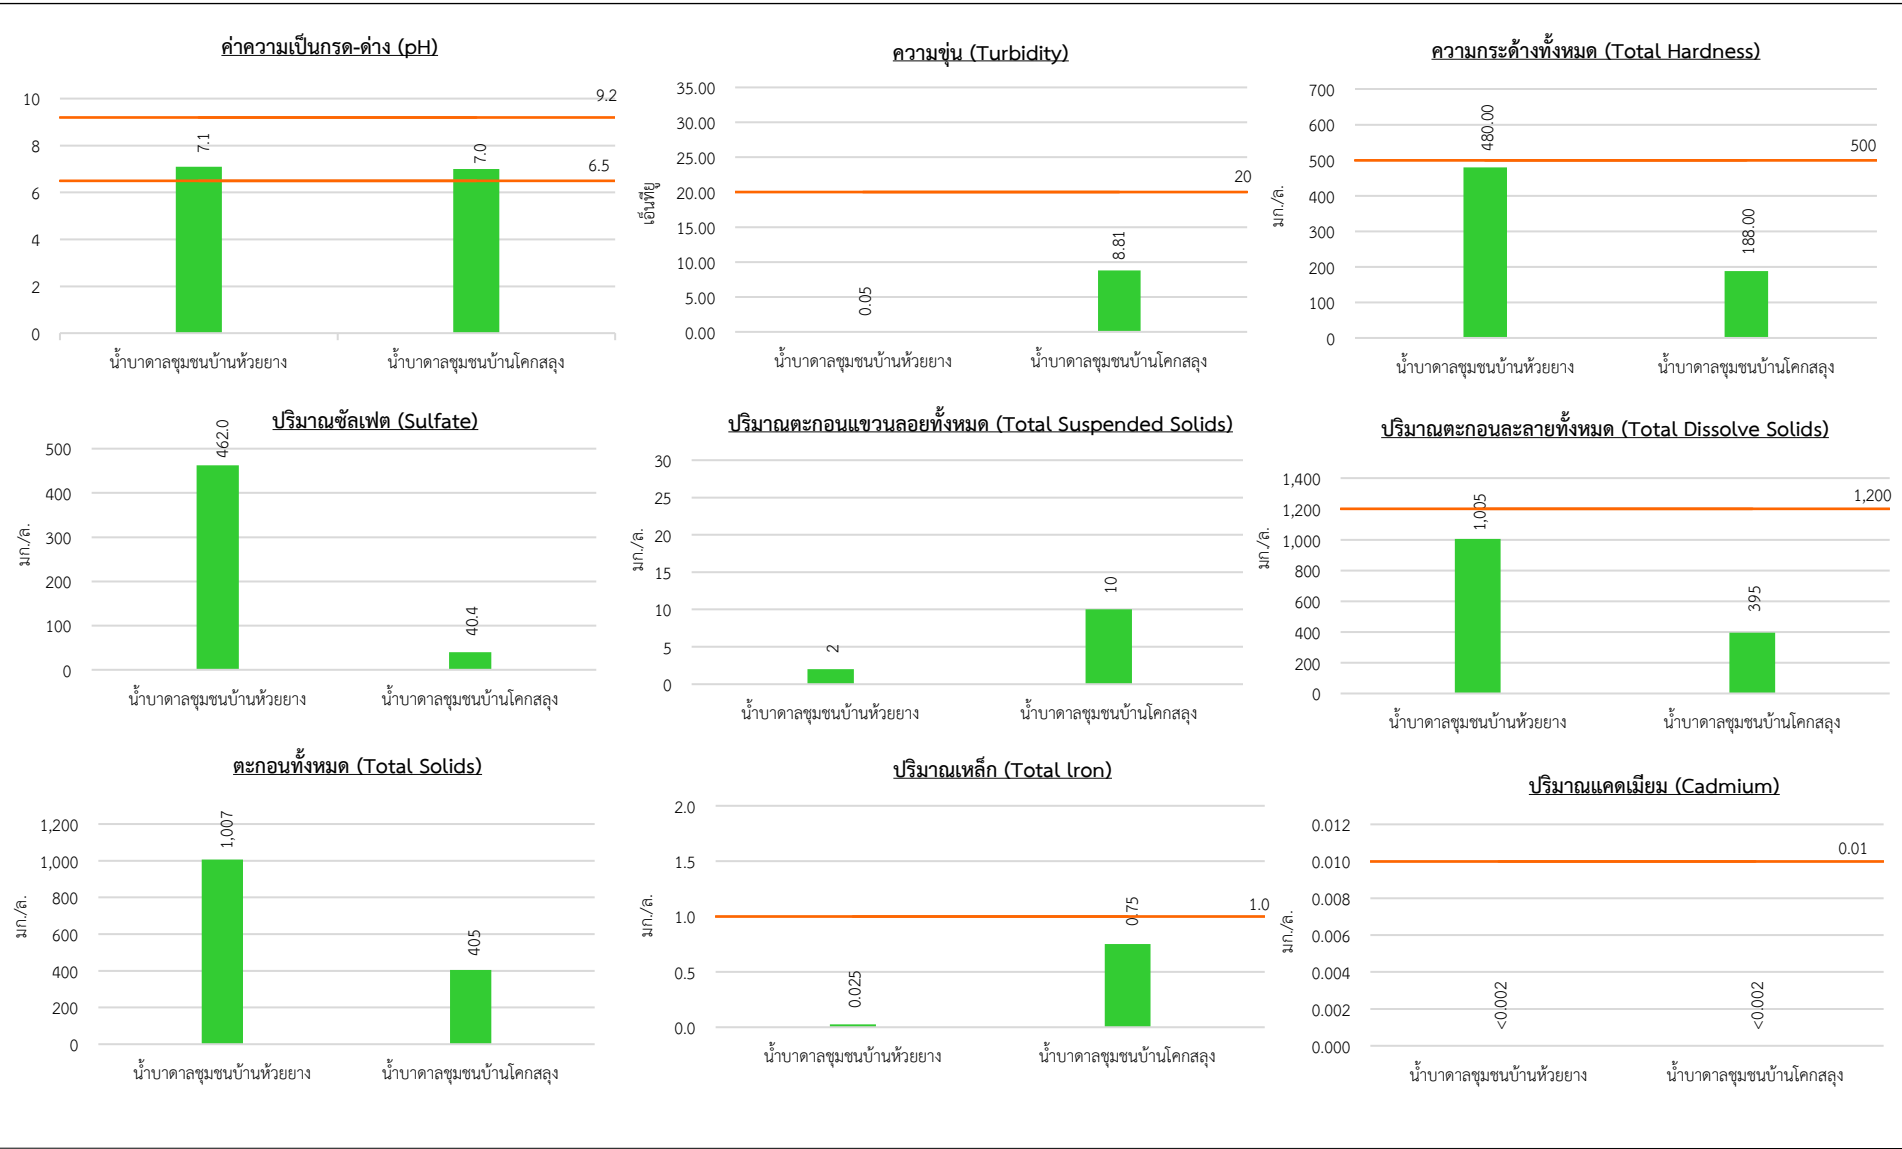 ค่าความเป็นกรด-ด่าง (pH)
10
8
6
4
2
0
9.2
6.5
7.1
7.0
น้ำบาดาลชุมชนบ้านห้วยยาง
น้ำบาดาลชุมชนบ้านโคกสลุง
ความขุ่น (Turbidity)
เอ็นทียู
35.00
30.00
25.00
20.00
15.00
10.00
5.00
0.00
20
0.05
8.81
น้ำบาดาลชุมชนบ้านห้วยยาง
น้ำบาดาลชุมชนบ้านโคกสลุง
ความกระด้างทั้งหมด (Total Hardness)
มก./ล.
700
600
500
400
300
200
100
0
500
480.00
188.00
น้ำบาดาลชุมชนบ้านห้วยยาง
น้ำบาดาลชุมชนบ้านโคกสลุง
ปริมาณซัลเฟต (Sulfate)
มก./ล.
500
400
300
200
100
0
462.0
40.4
น้ำบาดาลชุมชนบ้านห้วยยาง
น้ำบาดาลชุมชนบ้านโคกสลุง
ปริมาณตะกอนแขวนลอยทั้งหมด (Total Suspended Solids)
มก./ล.
30
25
20
15
10
5
0
2
10
น้ำบาดาลชุมชนบ้านห้วยยาง
น้ำบาดาลชุมชนบ้านโคกสลุง
ปริมาณตะกอนละลายทั้งหมด (Total Dissolve Solids)
มก./ล.
1,400
1,200
1,000
800
600
400
200
0
1,200
1,005
395
น้ำบาดาลชุมชนบ้านห้วยยาง
น้ำบาดาลชุมชนบ้านโคกสลุง
ตะกอนทั้งหมด (Total Solids)
มก./ล.
1,200
1,000
800
600
400
200
0
1,007
405
น้ำบาดาลชุมชนบ้านห้วยยาง
น้ำบาดาลชุมชนบ้านโคกสลุง
ปริมาณเหล็ก (Total lron)
มก./ล.
2.0
1.5
1.0
0.5
0.0
1.0
0.025
0.75
น้ำบาดาลชุมชนบ้านห้วยยาง
น้ำบาดาลชุมชนบ้านโคกสลุง
ปริมาณแคดเมียม (Cadmium)
มก./ล.
0.012
0.010
0.008
0.006
0.004
0.002
0.000
0.01
<0.002
<0.002
น้ำบาดาลชุมชนบ้านห้วยยาง
น้ำบาดาลชุมชนบ้านโคกสลุง